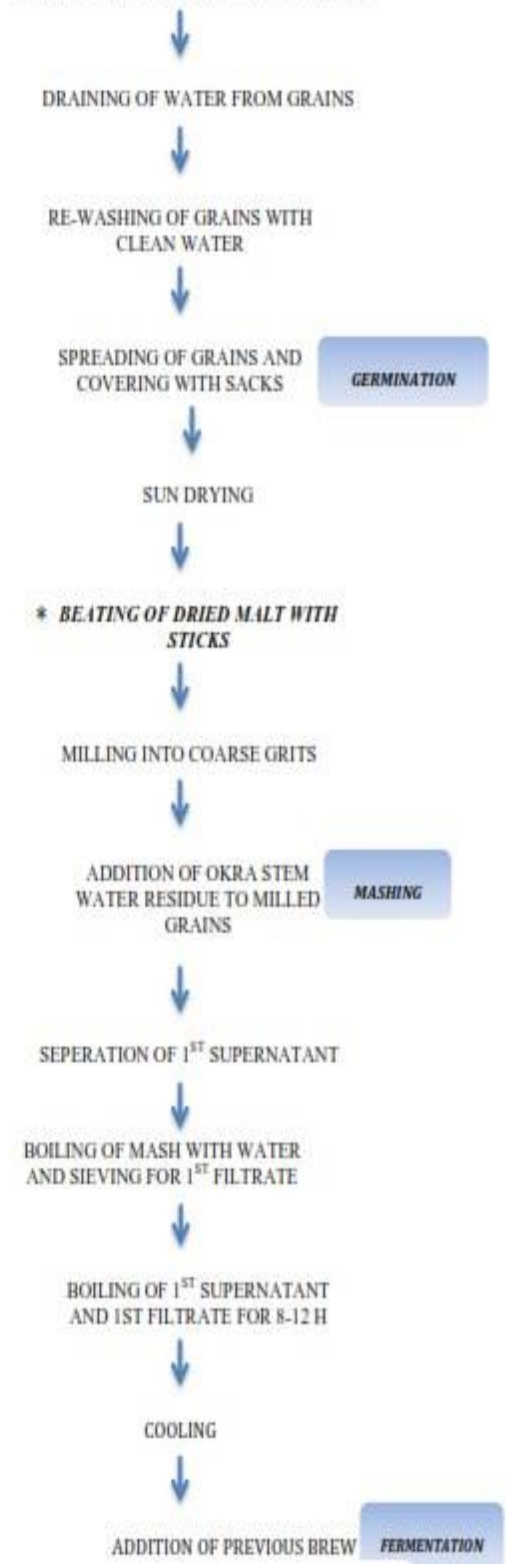 DRAINING OF WATER FROM GRAINS
RE-WASHING OF GRAINS WITH
CLEAN WATER
SPREADING OF GRAINS AND
COVERING WITH SACKS
GERMINATION
SUN DRYING
* BEATING OF DRIED MALT WITH
STICKS
MILLING INTO COARSE GRITS
ADDITION OF OKRA STEM
WATER RESIDUE TO MILLED
GRAINS
MASHING
SEPERATION OF 1ST SUPERNATANT
BOILING OF MASH WITH WATER
AND SIEVING FOR 1ST FILTRATE
BOILING OF 1ST SUPERNATANT
AND 1ST FILTRATE FOR 8-12 H
COOLING
ADDITION OF PREVIOUS BREW
FERMENTATION